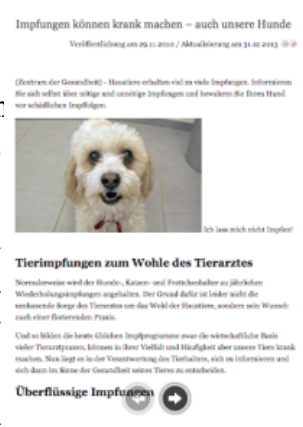 Impfungen können krank machen – auch unsere Hunde
Veröffentlichung am 29.11.2010 / Aktualisierung am 31.12.2013
(Zentrum der Gesundheit) - Haustiere erhalten viel zu viele Impfungen. Informieren
Sie sich selbst über nötige und unnötige Impfungen und bewahren Sie Ihren Hund
vor schädlichen Impffolgen.
Ich lass mich nicht Impfen!
Tierimpfungen zum Wohle des Tierarztes
Normalerweise wird der Hunde-, Katzen- und Frettchenhalter zu jährlichen
Wiederholungsimpfungen angehalten. Der Grund dafür ist leider nicht die
umfassende Sorge des Tierarztes um das Wohl der Haustiere, sondern sein Wunsch
nach einer florierenden Praxis.
Und so bilden die heute üblichen Impfprogramme zwar die wirtschaftliche Basis
vieler Tierarztpraxen, können in ihrer Vielfalt und Häufigkeit aber unsere Tiere krank
machen. Nun liegt es in der Verantwortung des Tierhalters, sich zu informieren und
sich dann im Sinne der Gesundheit seines Tieres zu entscheiden.
Überflüssige Impfungen